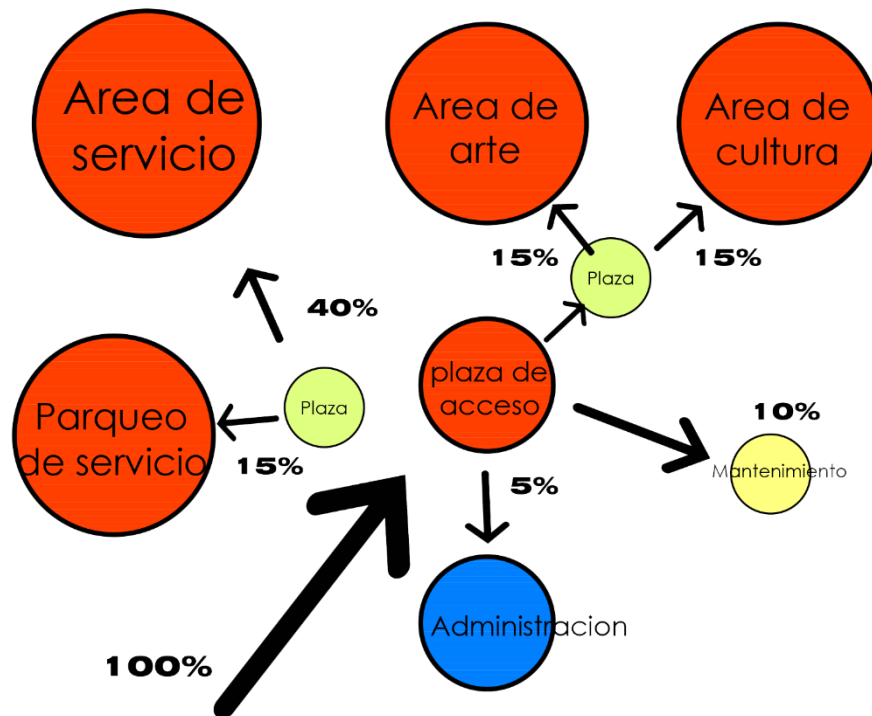 Area de
servicio
Area de
arte
Area de
cultura
15%
Plaza
15%
40%
Parqueo
de servicio
15%
Plaza
plaza de
acceso
10%
Mantenimiento
5%
Administracion
100%